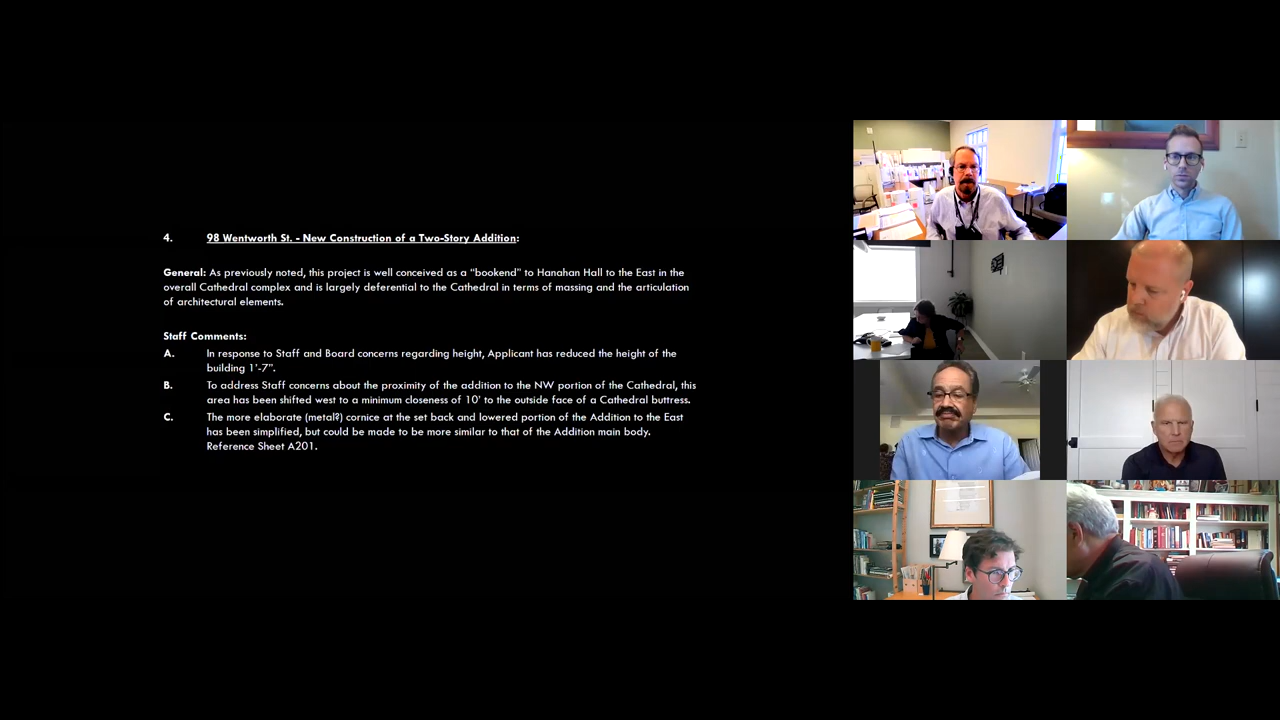 4. 98 Wentworth St. - New Construction of a Two-Story Addition:
General: As previously noted, this project is well conceived as a “bookend” to Hanahan Hall to the East in the
overall Cathedral complex and is largely deferential to the Cathedral in terms of massing and the articulation
of architectural elements.
Staff Comments:
A. In response to Staff and Board concerns regarding height, Applicant has reduced the height of the
building 1'-7".
B. To address Staff concerns about the proximity of the addition to the NW portion of the Cathedral, this
area has been shifted west to a minimum closeness of 10' to the outside face of a Cathedral buttress.
C. The more elaborate (metal?) cornice at the set back and lowered portion of the Addition to the East
has been simplified, but could be made to be more similar to that of the Addition main body.
Reference Sheet A201.